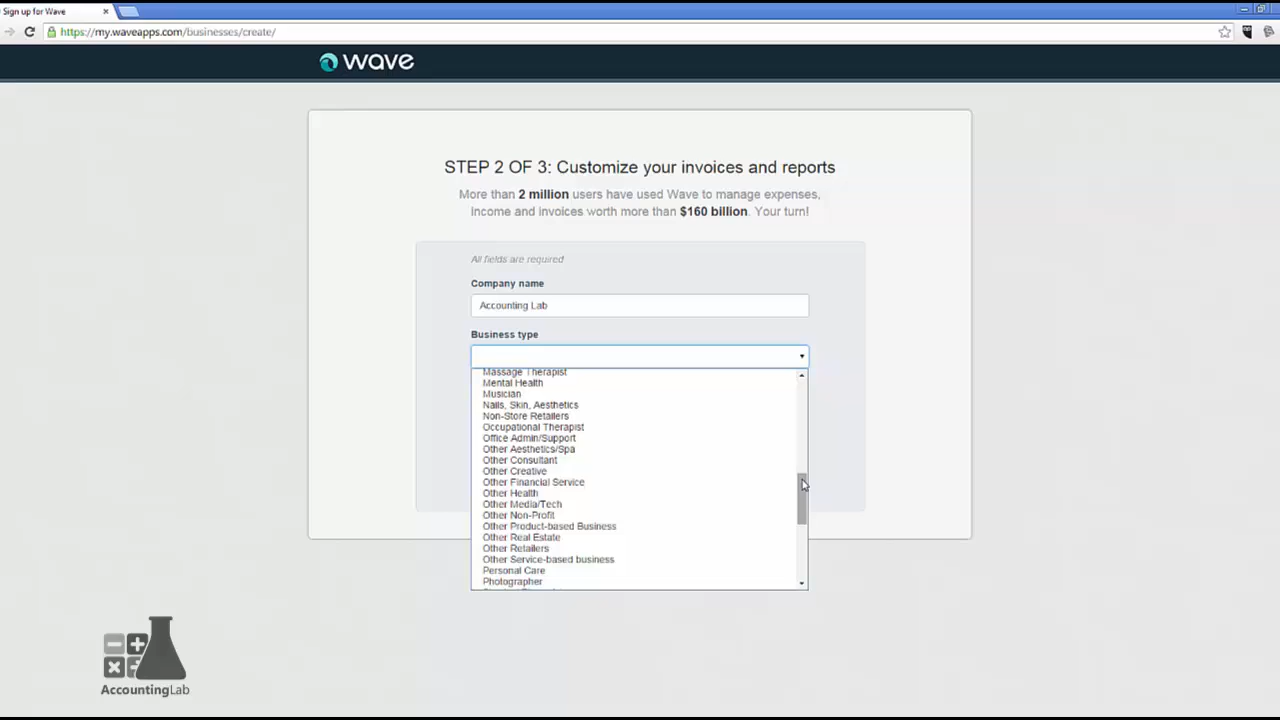 Sign up for Wave
https://my.waveapps.com/businesses/create/
wave
STEP 2 OF 3: Customize your invoices and reports
More than 2 million users have used Wave to manage expenses,
income and invoices worth more than $160 billion. Your turn!
All fields are required
Company name
Accounting Lab
Business type
Massage Therapist
Mental Health
Musician
Nails, Skin, Aesthetics
Non-Store Retailers
Occupational Therapist
Office Admin/Support
Other Aesthetics/Spa
Other Consultant
Other Creative
Other Financial Service
Other Health
Other Media/Tech
Other Non-Profit
Other Product-based Business
Other Real Estate
Other Retailers
Other Service-based business
Personal Care
Photographer
AccountingLab